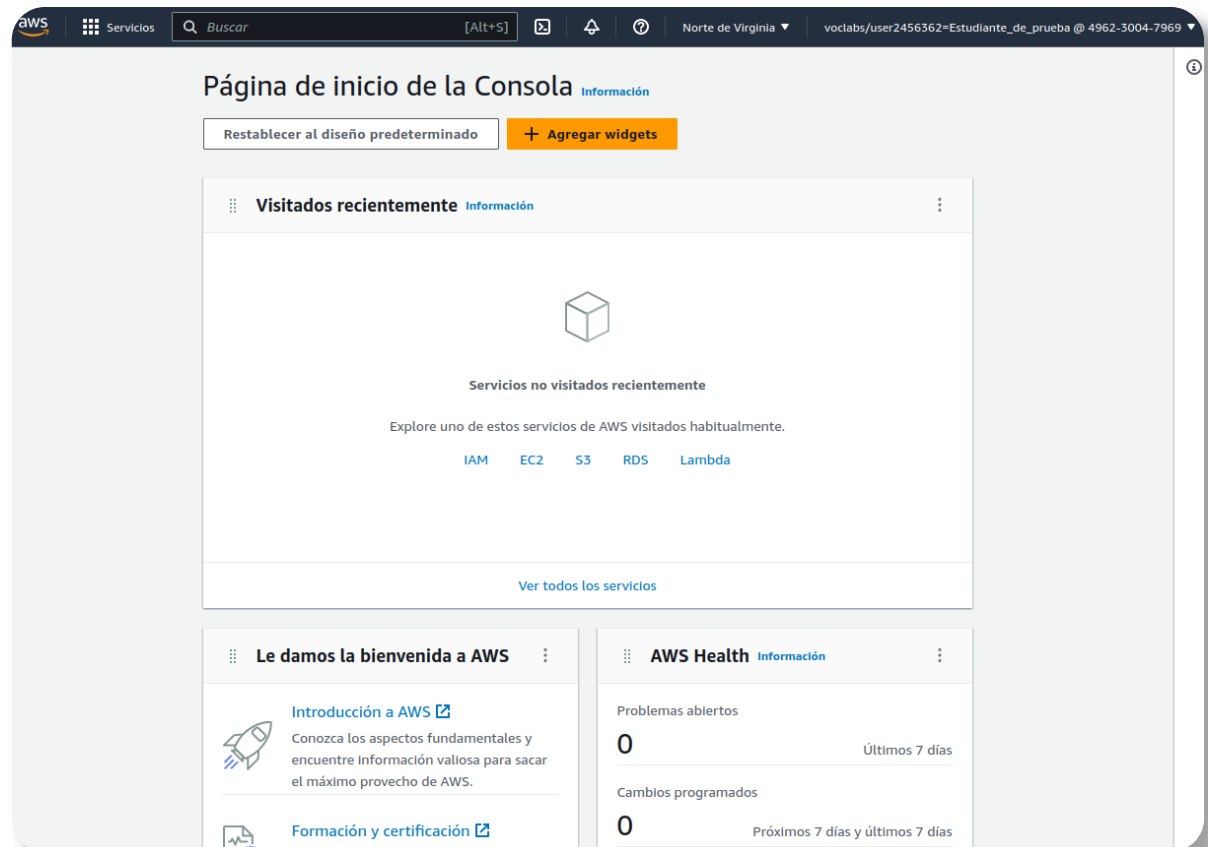 aws
Servicios
Buscar [Alt+S]
Norte de Virginia
voclabs/user2456362=Estudiante_de_prueba @ 4962-3004-7969
Página de inicio de la Consola Información
Restablecer al diseño predeterminado
+ Agregar widgets
Visitados recientemente Información
Servicios no visitados recientemente
Explore uno de estos servicios de AWS visitados habitualmente.
IAM EC2 S3 RDS Lambda
Ver todos los servicios
Le damos la bienvenida a AWS
Introducción a AWS
Conozca los aspectos fundamentales y
encuentre información valiosa para sacar
el máximo provecho de AWS.
Formación y certificación
AWS Health Información
Problemas abiertos
0 Últimos 7 días
Cambios programados
0 Próximos 7 días y últimos 7 días